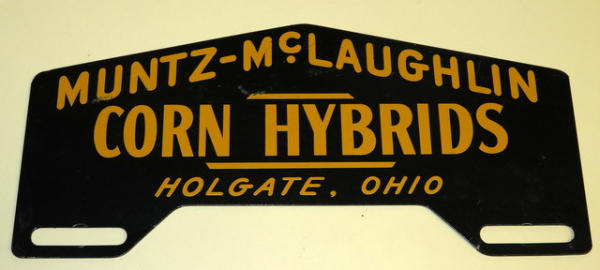 MUNTZ-McLAUGHLIN
CORN HYBRIDS
HOLGATE, OHIO